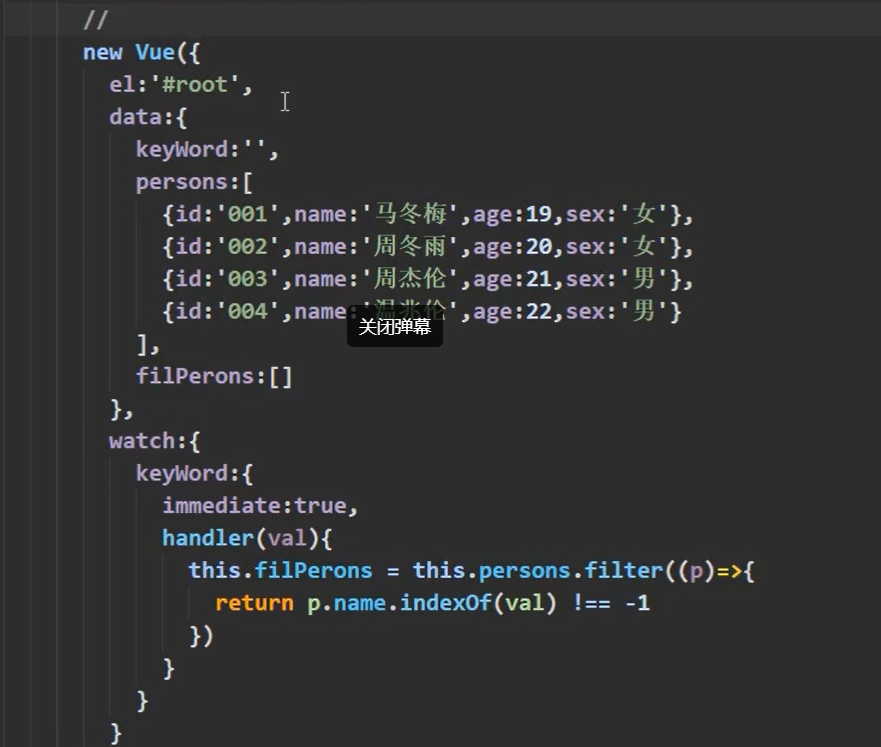 //
new Vue({
el:'#root',
data:{
keyWord:'',
persons:[
{id:'001',name:'马冬梅',age:19,sex:'女'},
{id:'002',name:'周冬雨',age:20,sex:'女'},
{id:'003',name:'周杰伦',age:21,sex:'男'},
{id:'004',name:'温兆伦',age:22,sex:'男'}
关闭弹幕
],
filPerons:[]
},
watch:{
keyWord:{
immediate:true,
handler(val){
this.filPerons = this.persons.filter((p)=>{
return p.name.indexOf(val) !== -1
})
}
}
}